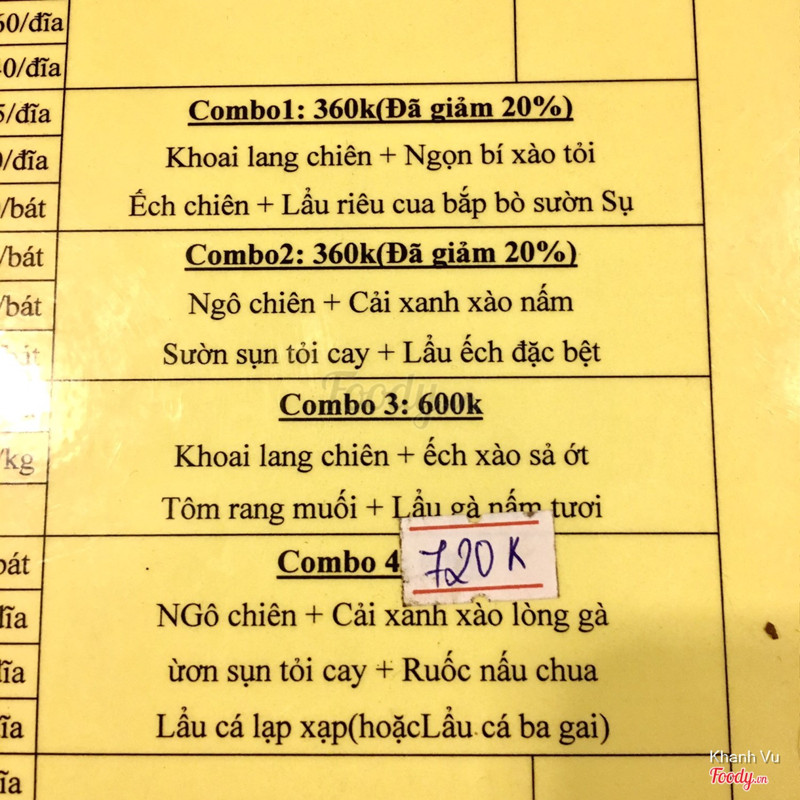 60/đĩa
40/đĩa
5/đĩa
/đĩa
/bát
/bát
/bát
/kg
bát
đĩa
đĩa
đĩa
ĩa
Combo1: 360k(Đã giảm 20%)
Khoai lang chiên + Ngọn bí xào tỏi
Ếch chiên + Lẩu riêu cua bắp bò sườn Sụ
Combo2: 360k(Đã giảm 20%)
Ngô chiên + Cải xanh xào nấm
Sườn sụn tỏi cay + Lẩu ếch đặc bệt
Foody
Combo 3: 600k
Khoai lang chiên + ếch xào sả ớt
Tôm rang muối + Lẩu gà nấm tươi
Combo 4 720K
NGô chiên + Cải xanh xào lòng gà
ừơn sụn tỏi cay + Ruốc nấu chua
Lẩu cá lạp xạp(hoặcLẩu cá ba gai)
Khanh Vu
Foody.vn